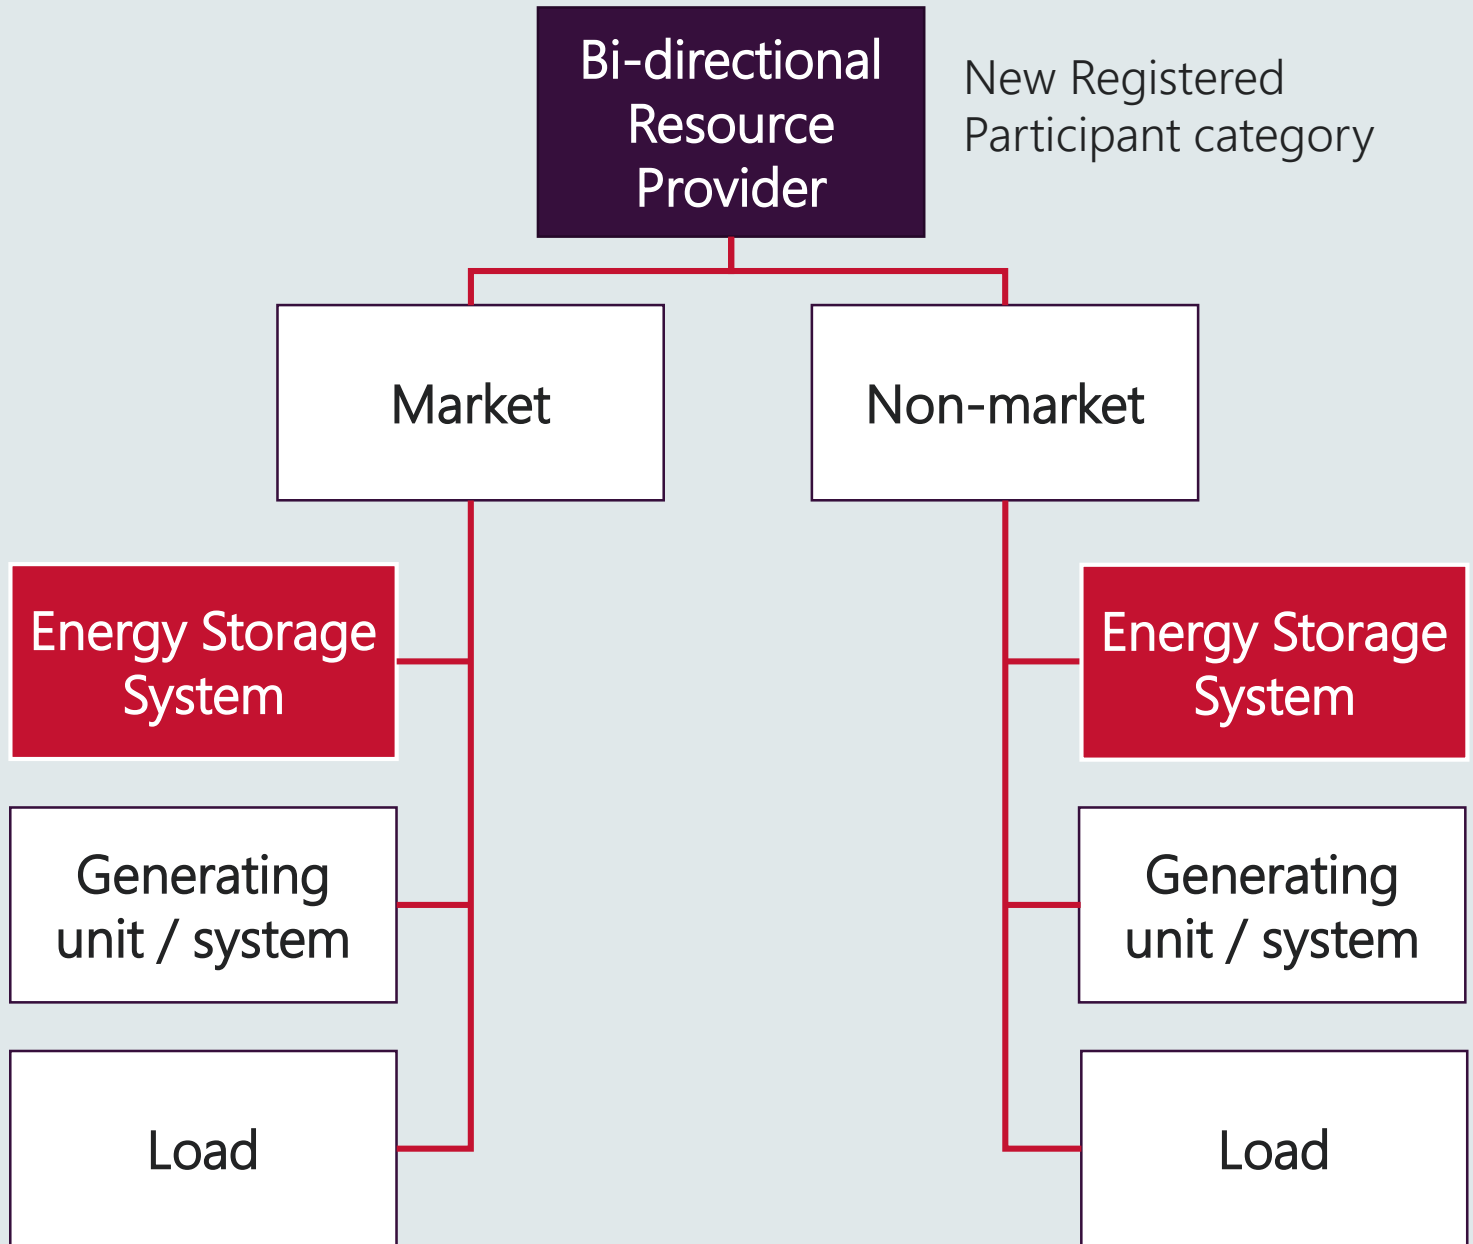 Bi-directional
Resource
Provider
New Registered
Participant category
Market
Non-market
Energy Storage
System
Energy Storage
System
Generating
unit / system
Generating
unit / system
Load
Load